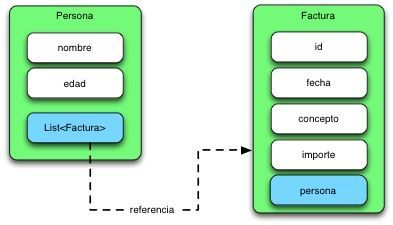 Persona
nombre
edad
List<Factura>
referencia
Factura
id
fecha
concepto
importe
persona